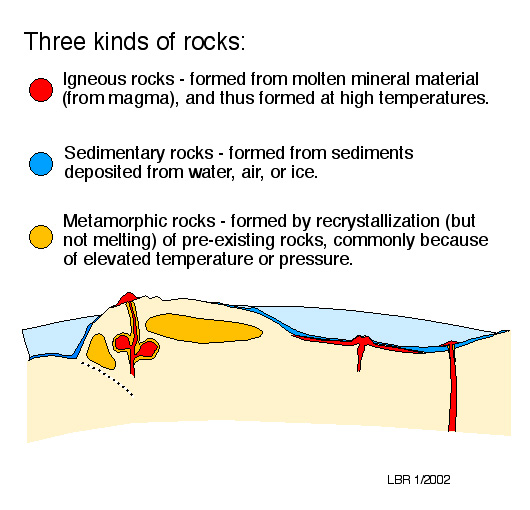 Three kinds of rocks:
Igneous rocks - formed from molten mineral material
(from magma), and thus formed at high temperatures.
Sedimentary rocks - formed from sediments
deposited from water, air, or ice.
Metamorphic rocks - formed by recrystallization (but
not melting) of pre-existing rocks, commonly because
of elevated temperature or pressure.
LBR 1/2002